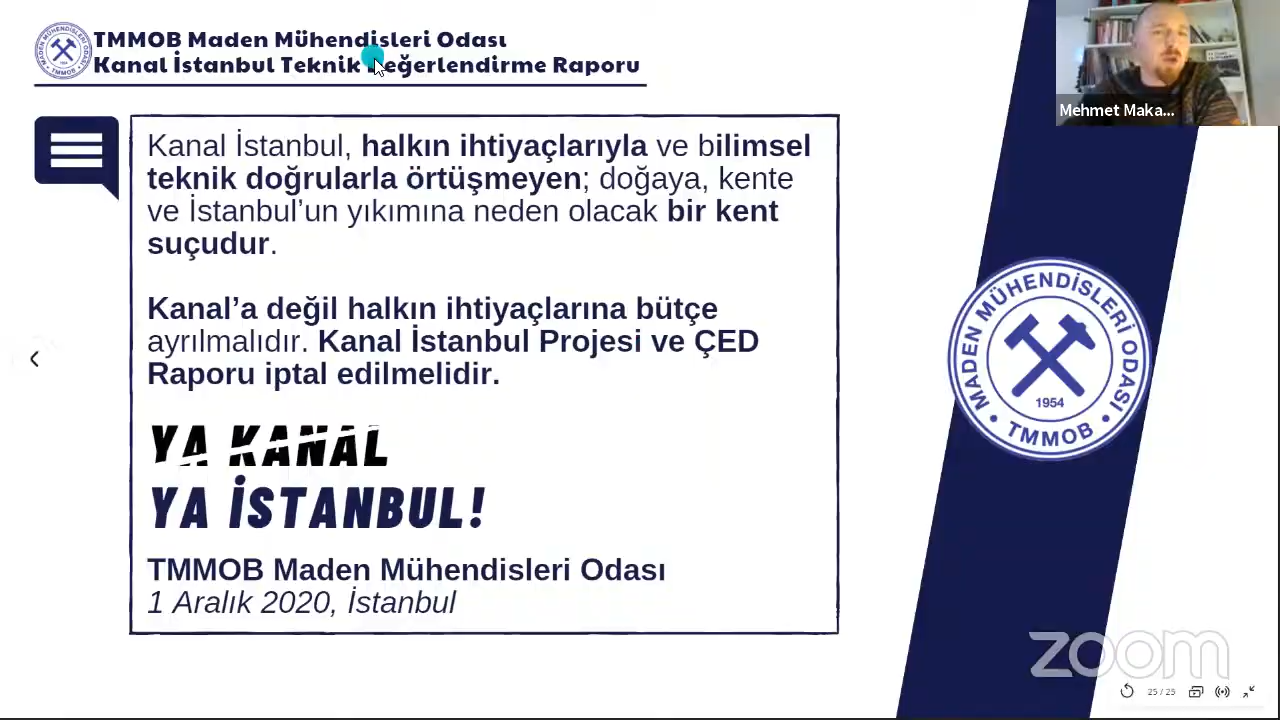 TMMOB Maden Mühendisleri Odası
Kanal İstanbul Teknik Değerlendirme Raporu
Mehmet Maka...
Kanal İstanbul, halkın ihtiyaçlarıyla ve bilimsel
teknik doğrularla örtüşmeyen; doğaya, kente
ve İstanbul’un yıkımına neden olacak bir kent
suçudur.
Kanal’a değil halkın ihtiyaçlarına bütçe
ayrılmalıdır. Kanal İstanbul Projesi ve ÇED
Raporu iptal edilmelidir.
YA KANAL
YA İSTANBUL!
TMMOB Maden Mühendisleri Odası
1 Aralık 2020, İstanbul
MADEN MÜHENDİSLERİ ODASI
1954
TMMOB
zoom
25 / 25